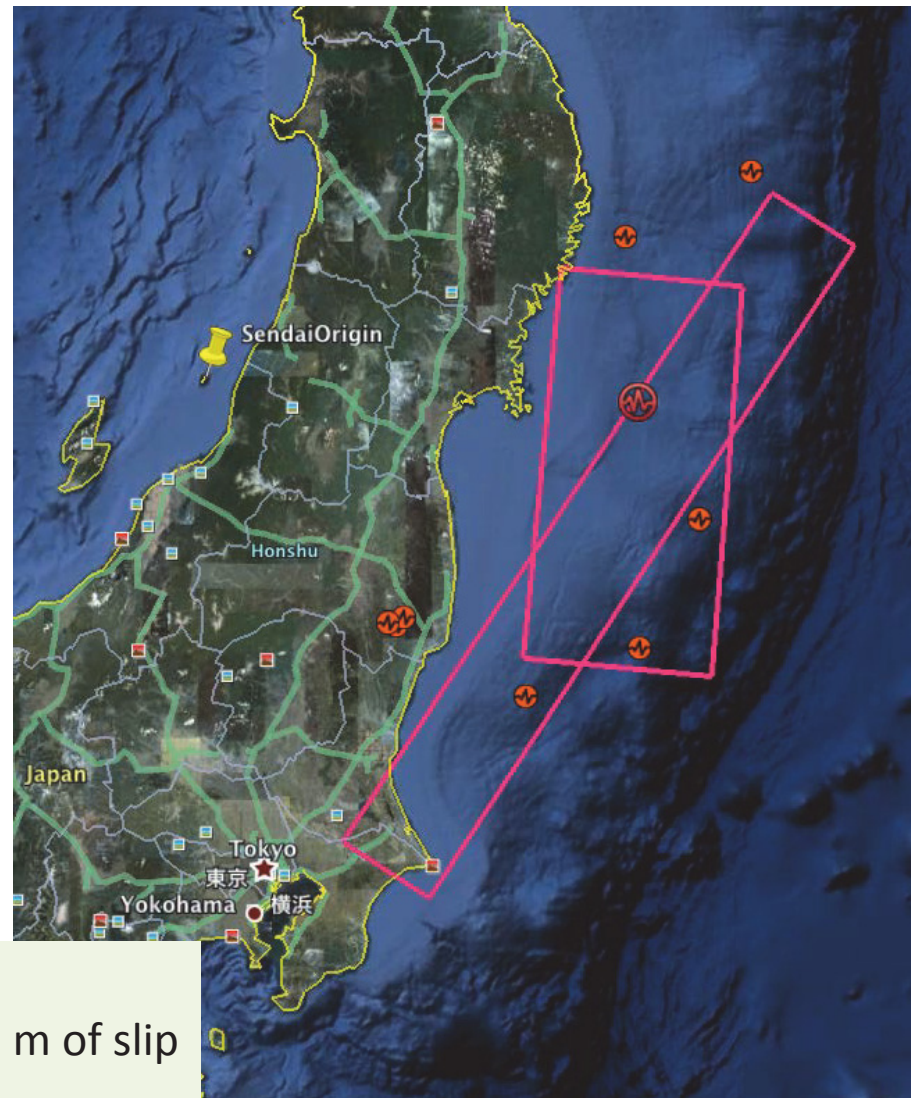 SendaiOrigin
Honshu
Japan
Tokyo
東京
Yokohama 横浜
m of slip